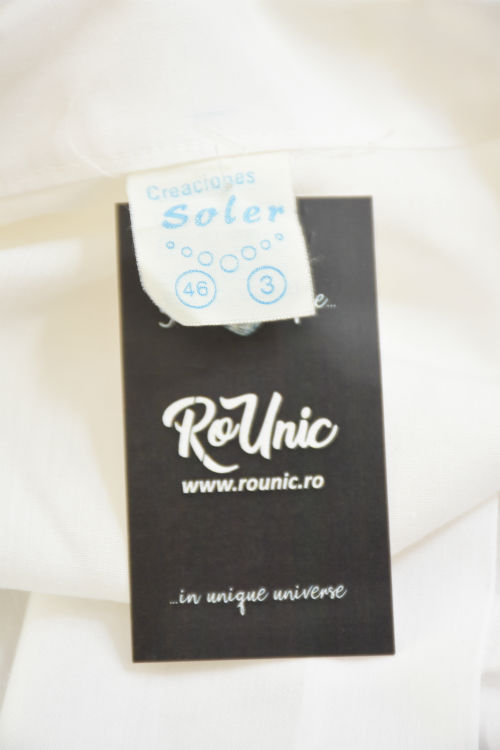 Creaciones
Soler
46 3
RoUnic
www.rounic.ro
...in unique universe